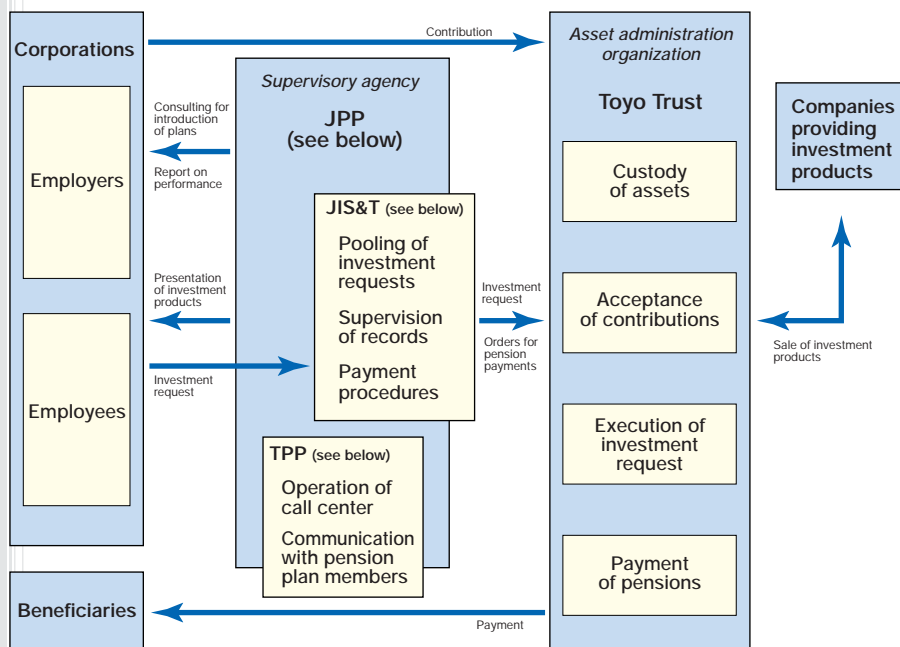 Corporations
Employers
Employees
Beneficiaries
Contribution
Consulting for
introduction
of plans
Report on
performance
Presentation
of investment
products
Investment
request
Supervisory agency
JPP
(see below)
JIS&T (see below)
Pooling of
investment
requests
Supervision
of records
Payment
procedures
TPP (see below)
Operation of
call center
Communication
with pension
plan members
Investment
request
Orders for
pension
payments
Payment
Asset administration
organization
Toyo Trust
Custody
of assets
Acceptance
of contributions
Execution of
investment
request
Payment
of pensions
Companies
providing
investment
products
Sale of investment
products